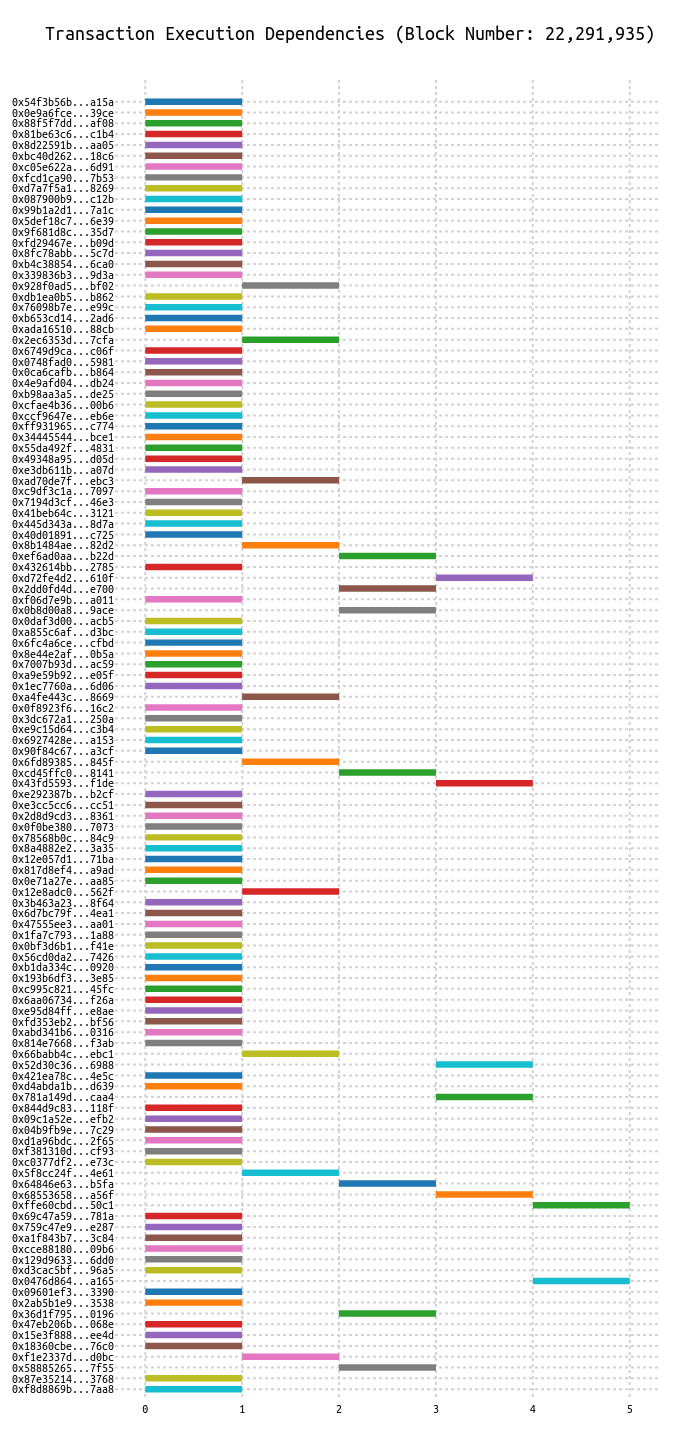 Transaction Execution Dependencies (Block Number: 22,291,935)
0x54f3b56b...a15a
0x0e9a6fce...39ce
0x88f5f7dd...af08
0x81be63c6...c1b4
0x8d22591b...aa05
0xbc40d262...18c6
0xc05e622a...6d91
0xfcd1ca90...7b53
0xd7a7f5a1...8269
0x087900b9...c12b
0x99b1a2d1...7a1c
0x5def18c7...6e39
0x9f681d8c...35d7
0xfd29467e...b09d
0x8fc78abb...5c7d
0xb4c38854...6ca0
0x339836b3...9d3a
0x928f0ad5...bf02
0xdb1ea0b5...b862
0x76098b7e...e99c
0xb653cd14...2ad6
0xada16510...88cb
0x2ec6353d...7cfa
0x6749d9ca...c06f
0x0748fad0...5981
0x0ca6cafb...b864
0x4e9afd04...db24
0xb98aa3a5...de25
0xcfae4b36...00b6
0xccf9647e...eb6e
0xff931965...c774
0x34445544...bce1
0x55da492f...4831
0x49348a95...d05d
0xe3db611b...a07d
0xad70de7f...ebc3
0xc9df3c1a...7097
0x7194d3cf...46e3
0x41beb64c...3121
0x445d343a...8d7a
0x40d01891...c725
0x8b1484ae...82d2
0xef6ad0aa...b22d
0x432614bb...2785
0xd72fe4d2...610f
0x2dd0fd4d...e700
0xf06d7e9b...a011
0x0b8d00a8...9ace
0x0daf3d00...acb5
0xa855c6af...d3bc
0x6fc4a6ce...cfbd
0x8e44e2af...0b5a
0x7007b93d...ac59
0xa9e59b92...e05f
0x1ec7760a...6d06
0xa4fe443c...8669
0x0f8923f6...16c2
0x3dc672a1...250a
0xe9c15d64...c3b4
0x6927428e...a153
0x90f84c67...a3cf
0x6fd89385...845f
0xcd45ffc0...8141
0x43fd5593...f1de
0xe292387b...b2cf
0xe3cc5cc6...cc51
0x2d8d9cd3...8361
0x0f0be380...7073
0x78568b0c...84c9
0x8a4882e2...3a35
0x12e057d1...71ba
0x817d8ef4...a9ad
0x0e71a27e...aa85
0x12e8adc0...562f
0x3b463a23...8f64
0x6d7bc79f...4ea1
0x47555ee3...aa01
0x1fa7c793...1a88
0x0bf3d6b1...f41e
0x56cd0da2...7426
0xb1da334c...0920
0x193b6df3...3e85
0xc995c821...45fc
0x6aa06734...f26a
0xe95d84ff...e8ae
0xfd353eb2...bf56
0xabd341b6...0316
0x814e7668...f3ab
0x66babb4c...ebc1
0x52d30c36...6988
0x421ea78c...4e5c
0xd4abda1b...d639
0x781a149d...caa4
0x844d9c83...118f
0x09c1a52e...efb2
0x04b9fb9e...7c29
0xd1a96bdc...2f65
0xf381310d...cf93
0xc0377df2...e73c
0x5f8cc24f...4e61
0x64846e63...b5fa
0x68553658...a56f
0xffe60cbd...50c1
0x69c47a59...781a
0x759c47e9...e287
0xa1f843b7...3c84
0xcce88180...09b6
0x129d9633...6dd0
0xd3cac5bf...96a5
0x0476d864...a165
0x09601ef3...3390
0x2ab5b1e9...3538
0x36d1f795...0196
0x47eb206b...068e
0x15e3f888...ee4d
0x18360cbe...76c0
0xf1e2337d...d0bc
0x58885265...7f55
0x87e35214...3768
0xf8d8869b...7aa8
0 1 2 3 4 5